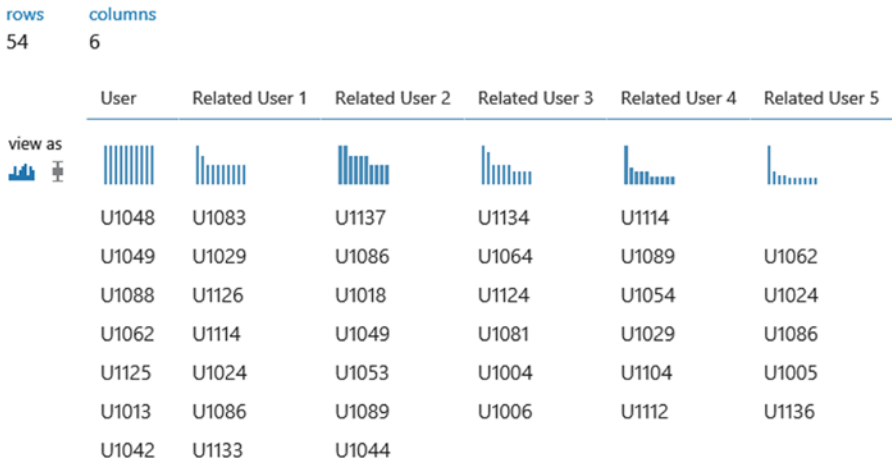 rows columns
54 6
User Related User 1 Related User 2 Related User 3 Related User 4 Related User 5
view as
U1048 U1083 U1137 U1134 U1114
U1049 U1029 U1086 U1064 U1089 U1062
U1088 U1126 U1018 U1124 U1054 U1024
U1062 U1114 U1049 U1081 U1029 U1086
U1125 U1024 U1053 U1004 U1104 U1005
U1013 U1086 U1089 U1006 U1112 U1136
U1042 U1133 U1044